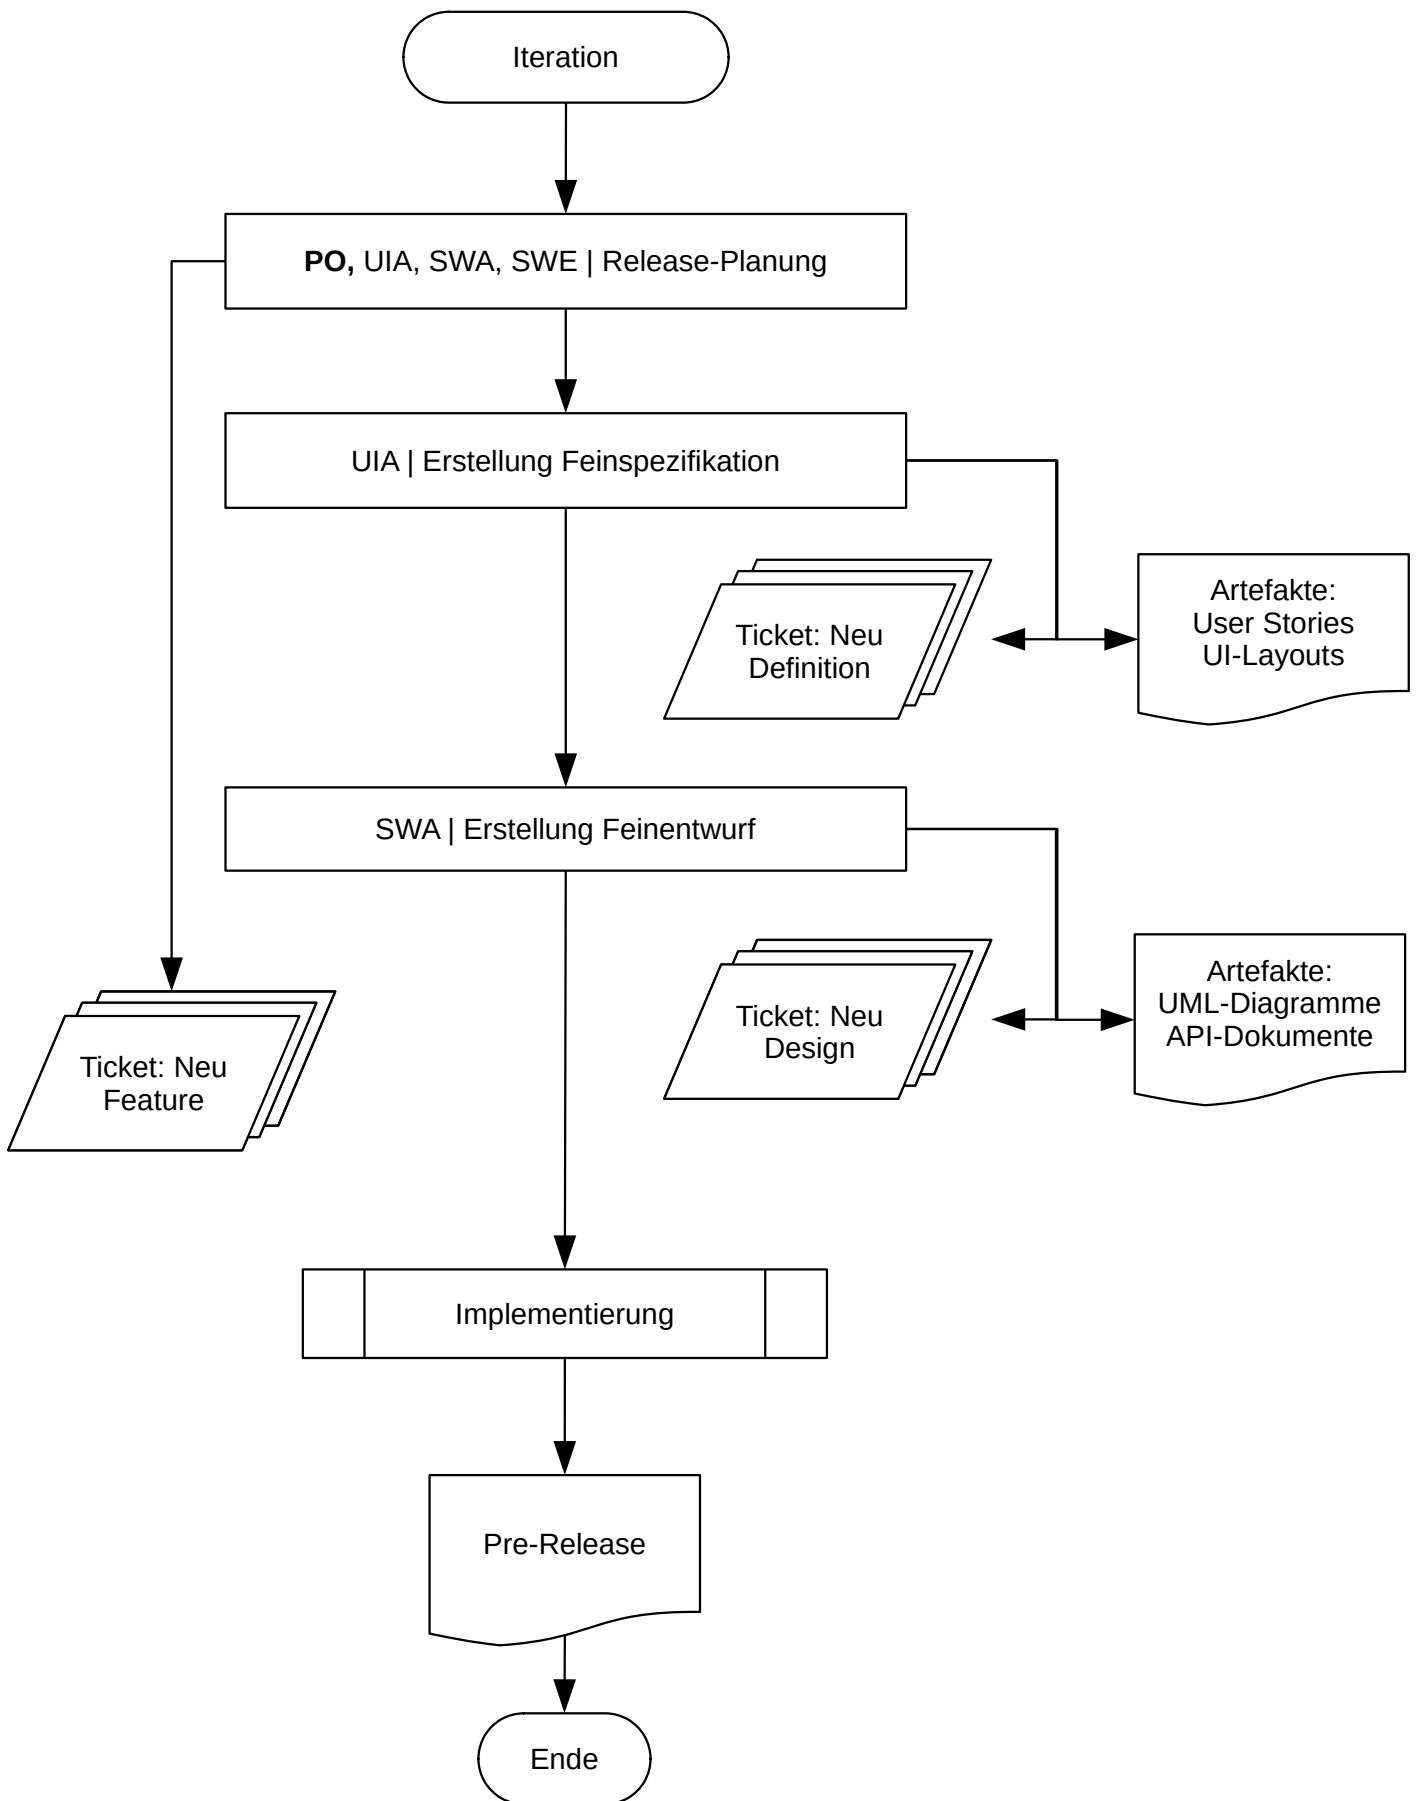 Iteration
PO, UIA, SWA, SWE | Release-Planung
UIA | Erstellung Feinspezifikation
Ticket: Neu
Definition
Artefakte:
User Stories
UI-Layouts
SWA | Erstellung Feinentwurf
Ticket: Neu
Feature
Ticket: Neu
Design
Artefakte:
UML-Diagramme
API-Dokumente
Implementierung
Pre-Release
Ende